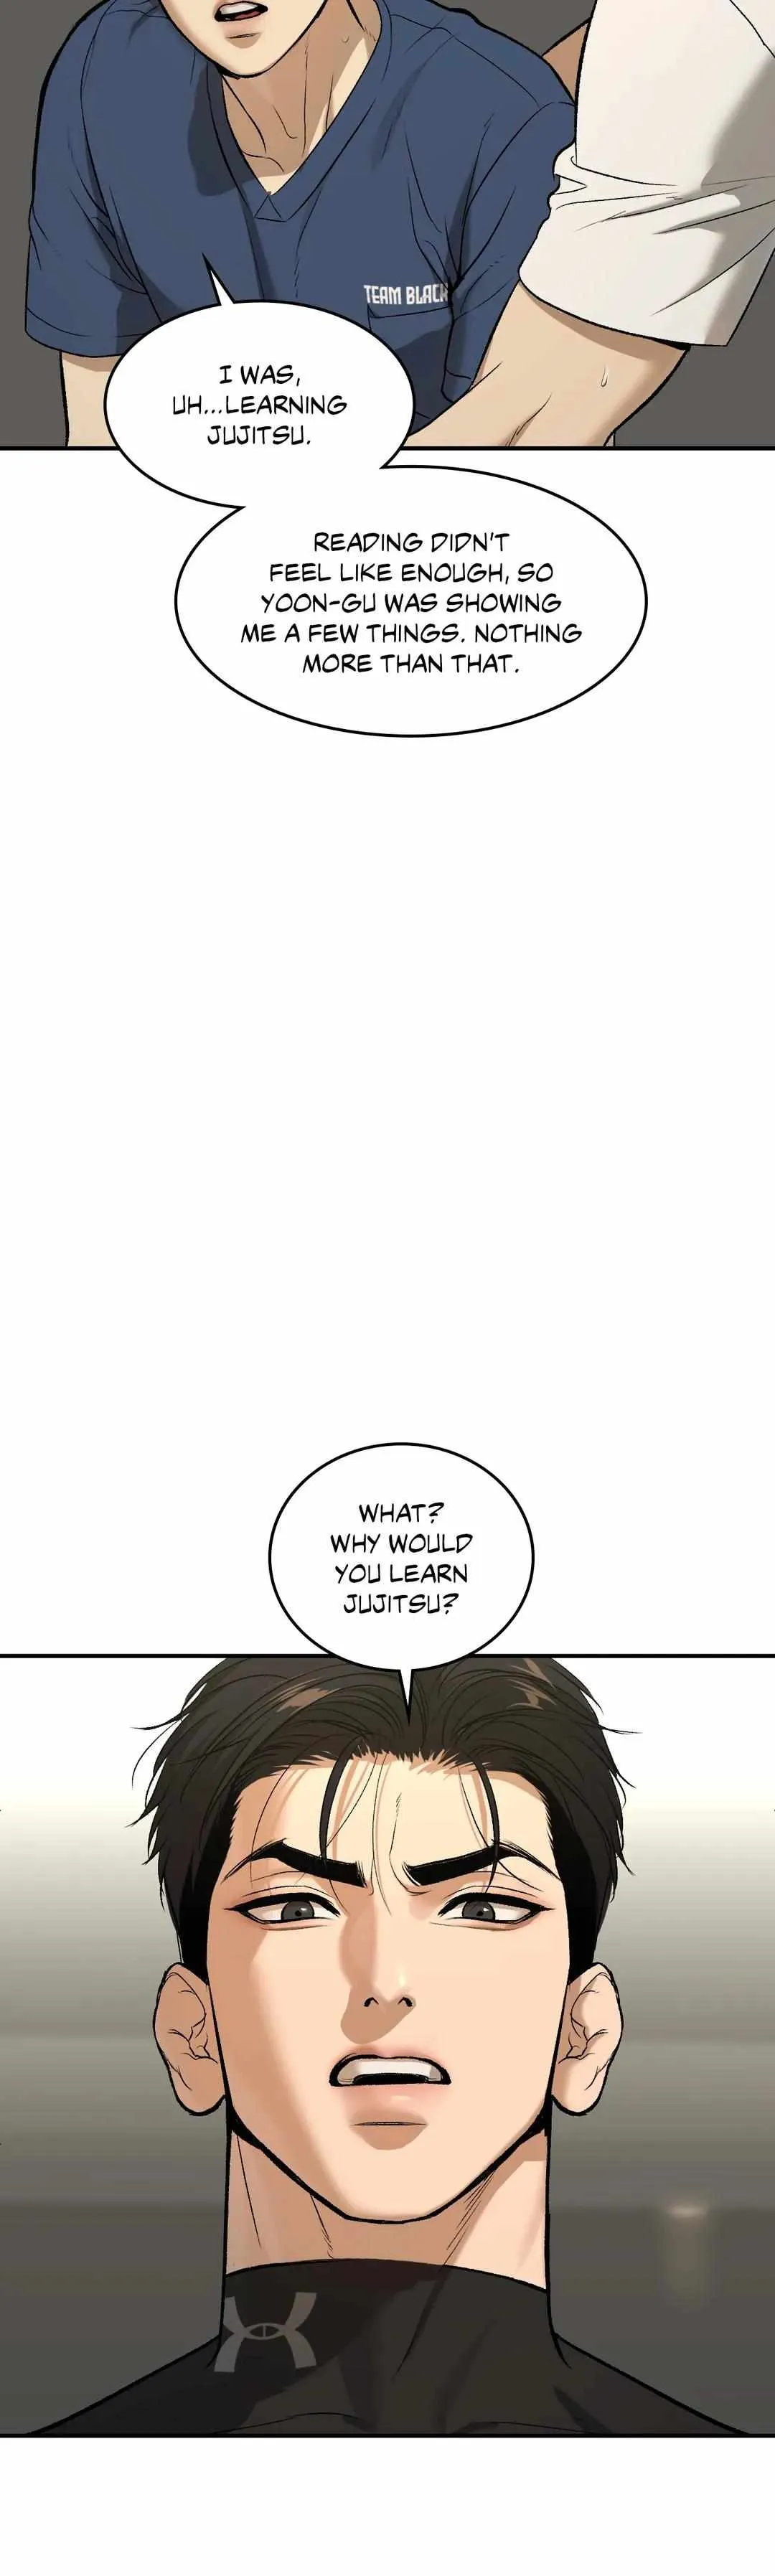 TEAM BLACK
I WAS,
UH...LEARNING
JUJITSU.
READING DIDN'T
FEEL LIKE ENOUGH, SO
YOON-GU WAS SHOWING
ME A FEW THINGS. NOTHING
MORE THAN THAT.
WHAT?
WHY WOULD
YOU LEARN
JUJITSU?